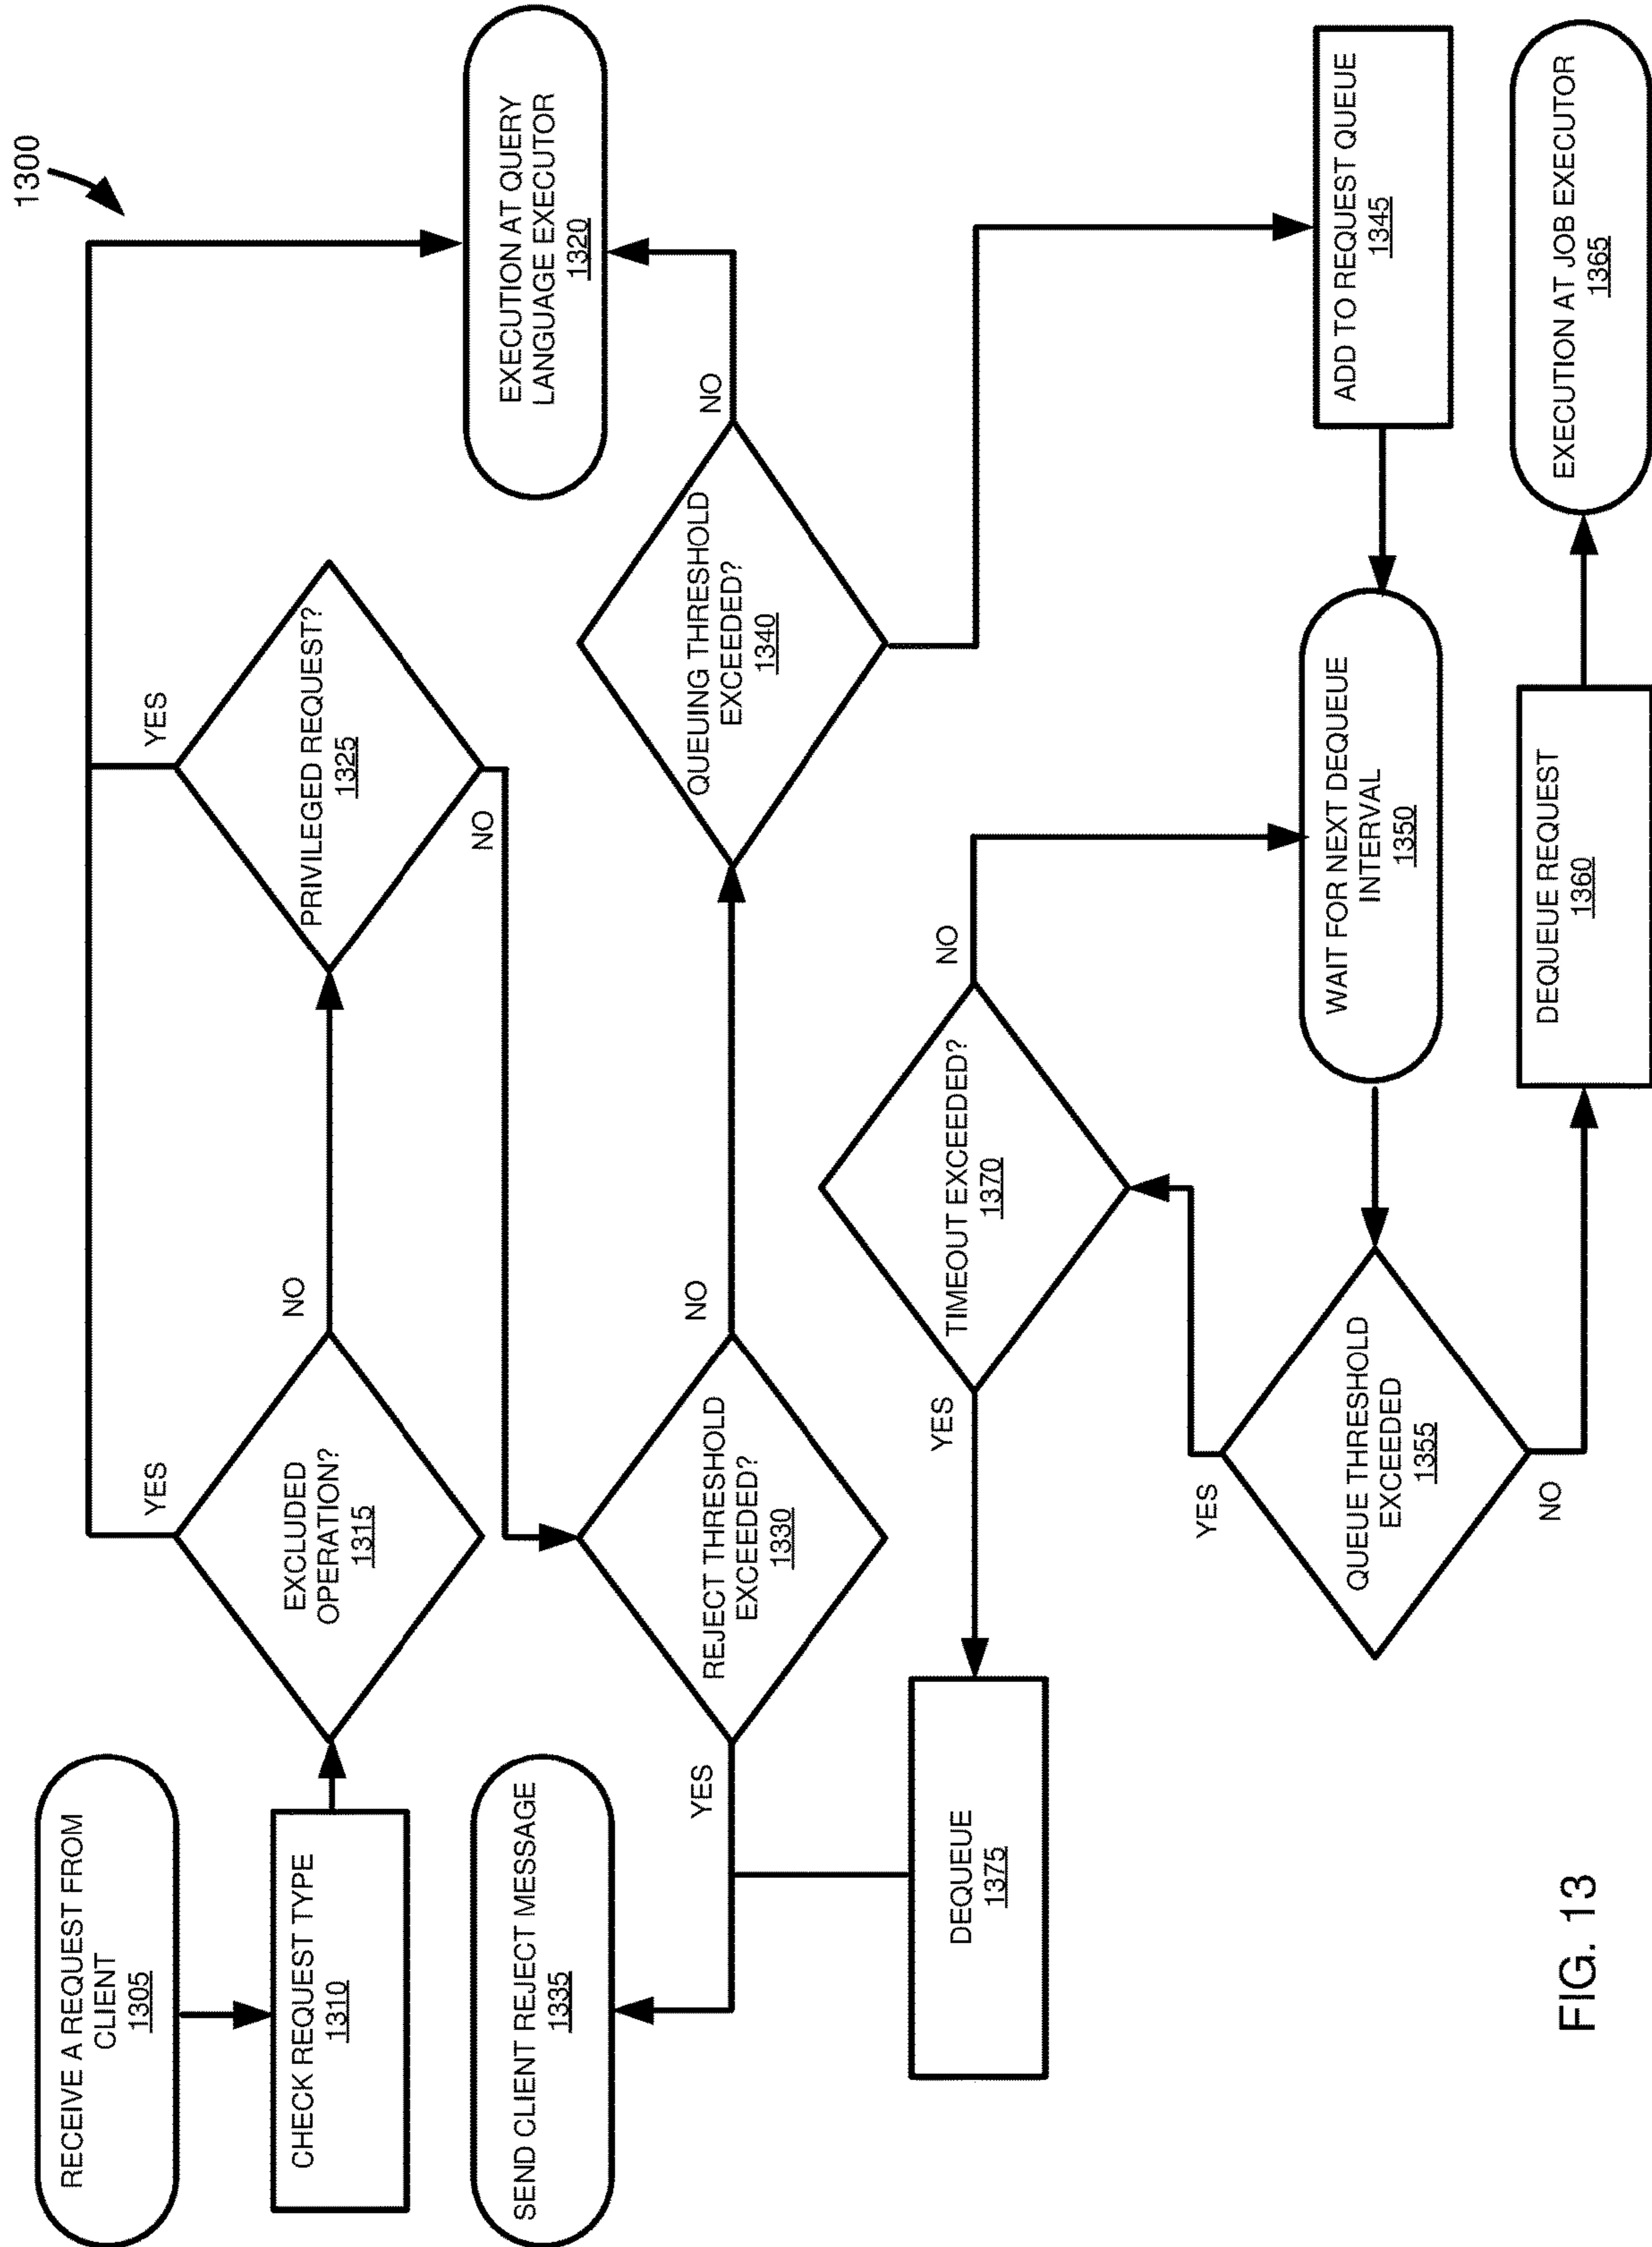 1300
RECEIVE A REQUEST FROM
CLIENT
1305
CHECK REQUEST TYPE
1310
EXCLUDED
OPERATION?
1315
YES
NO
PRIVILEGED REQUEST?
1325
YES
NO
EXECUTION AT QUERY
LANGUAGE EXECUTOR
1320
SEND CLIENT REJECT MESSAGE
1335
YES
REJECT THRESHOLD
EXCEEDED?
1330
NO
QUEUING THRESHOLD
EXCEEDED?
1340
NO
DEQUEUE
1375
YES
TIMEOUT EXCEEDED?
1370
NO
ADD TO REQUEST QUEUE
1345
WAIT FOR NEXT DEQUEUE
INTERVAL
1350
YES
QUEUE THRESHOLD
EXCEEDED
1355
NO
DEQUEUE REQUEST
1360
EXECUTION AT JOB EXECUTOR
1365
FIG. 13